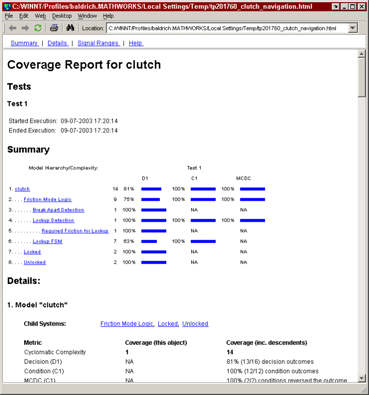 C:/WINNT/Profiles/baldrich.MATHWORKS/Local Settings/Temp/tp201760_clutch_navigation.html
File Edit Web Desktop Window Help
Location: C:/WINNT/Profiles/baldrich.MATHWORKS/Local Settings/Temp/tp201760_clutch_navigation.html
Summary | Details | Signal Ranges | Help
Coverage Report for clutch
Tests
Test 1
Started Execution: 09-07-2003 17:20:14
Ended Execution: 09-07-2003 17:20:14
Summary
Model Hierarchy/Complexity: Test 1
D1 C1 MCDC
1. clutch 14 81% 100% 100%
2. . . . Friction Mode Logic 9 75% 100% 100%
3. . . . . . . Break Apart Detection 1 100% NA NA
4. . . . . . . Lockup Detection 1 100% 100% 100%
5. . . . . . . . . . Required Friction for Lockup 1 100% NA NA
6. . . . . . . Lockup FSM 7 63% 100% NA
7. . . . Locked 2 100% NA NA
8. . . . Unlocked 2 100% NA NA
Details:
1. Model "clutch"
Child Systems: Friction Mode Logic, Locked, Unlocked
Metric Coverage (this object) Coverage (inc. descendents)
Cyclomatic Complexity 1 14
Decision (D1) NA 81% (13/16) decision outcomes
Condition (C1) NA 100% (12/12) condition outcomes
MCDC (C1) NA 100% (2/2) conditions reversed the outcome